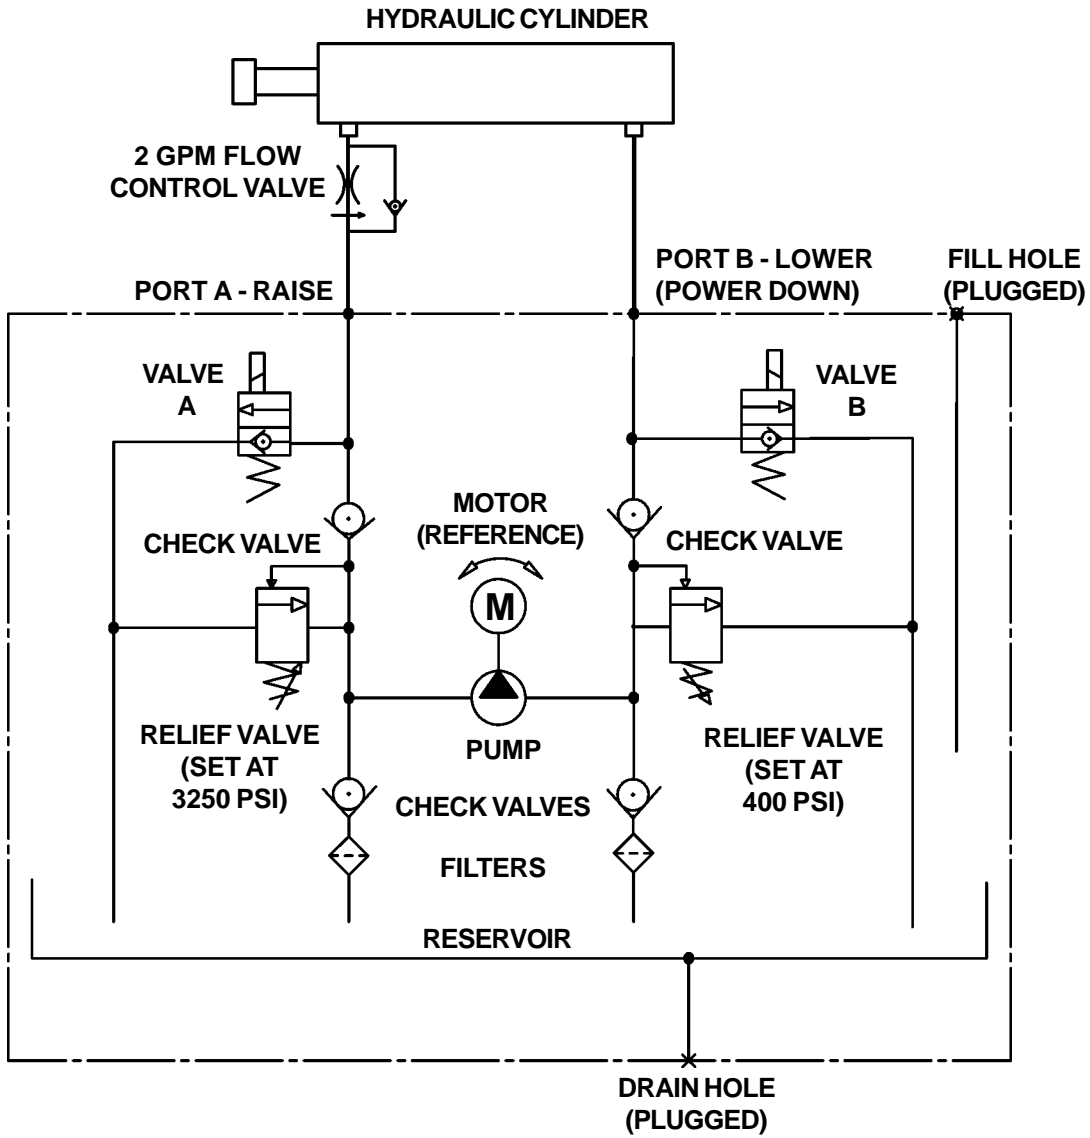 HYDRAULIC CYLINDER
2 GPM FLOW
CONTROL VALVE
PORT A - RAISE
PORT B - LOWER
(POWER DOWN)
FILL HOLE
(PLUGGED)
VALVE
A
VALVE
B
MOTOR
(REFERENCE)
CHECK VALVE
CHECK VALVE
M
RELIEF VALVE
(SET AT
3250 PSI)
PUMP
RELIEF VALVE
(SET AT
400 PSI)
CHECK VALVES
FILTERS
RESERVOIR
DRAIN HOLE
(PLUGGED)